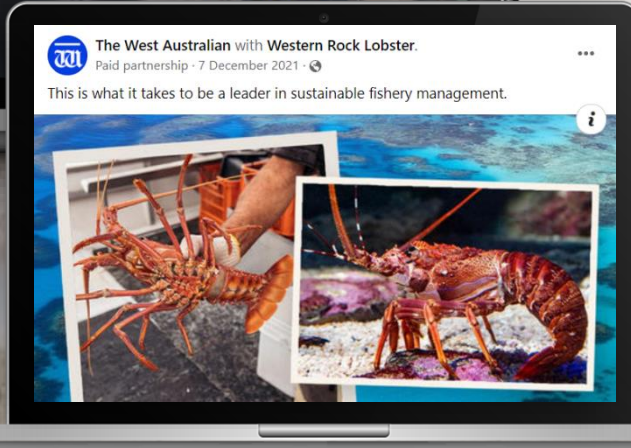 The West Australian with Western Rock Lobster.
Paid partnership · 7 December 2021 ·
This is what it takes to be a leader in sustainable fishery management.
i